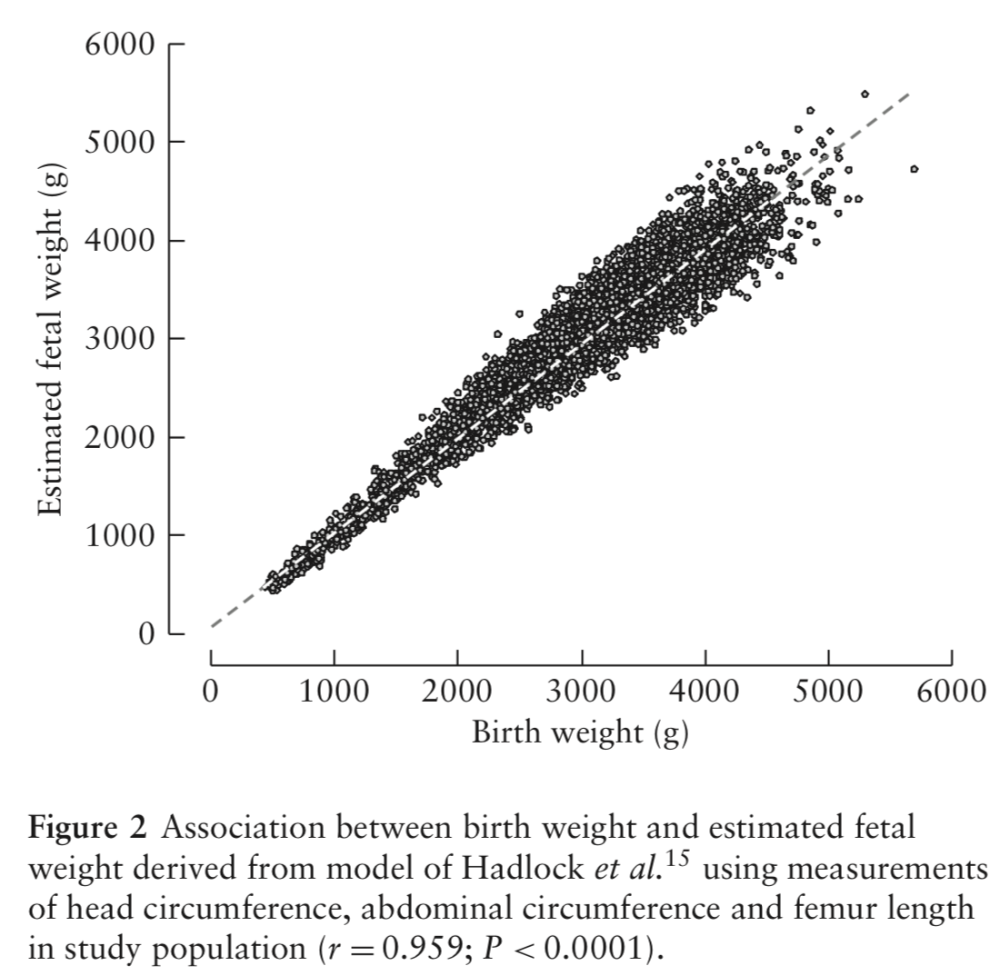 6000
5000
4000
3000
2000
1000
0
Estimated fetal weight (g)
0 1000 2000 3000 4000 5000 6000
Birth weight (g)
Figure 2 Association between birth weight and estimated fetal
weight derived from model of Hadlock et al.15 using measurements
of head circumference, abdominal circumference and femur length
in study population (r = 0.959; P < 0.0001).